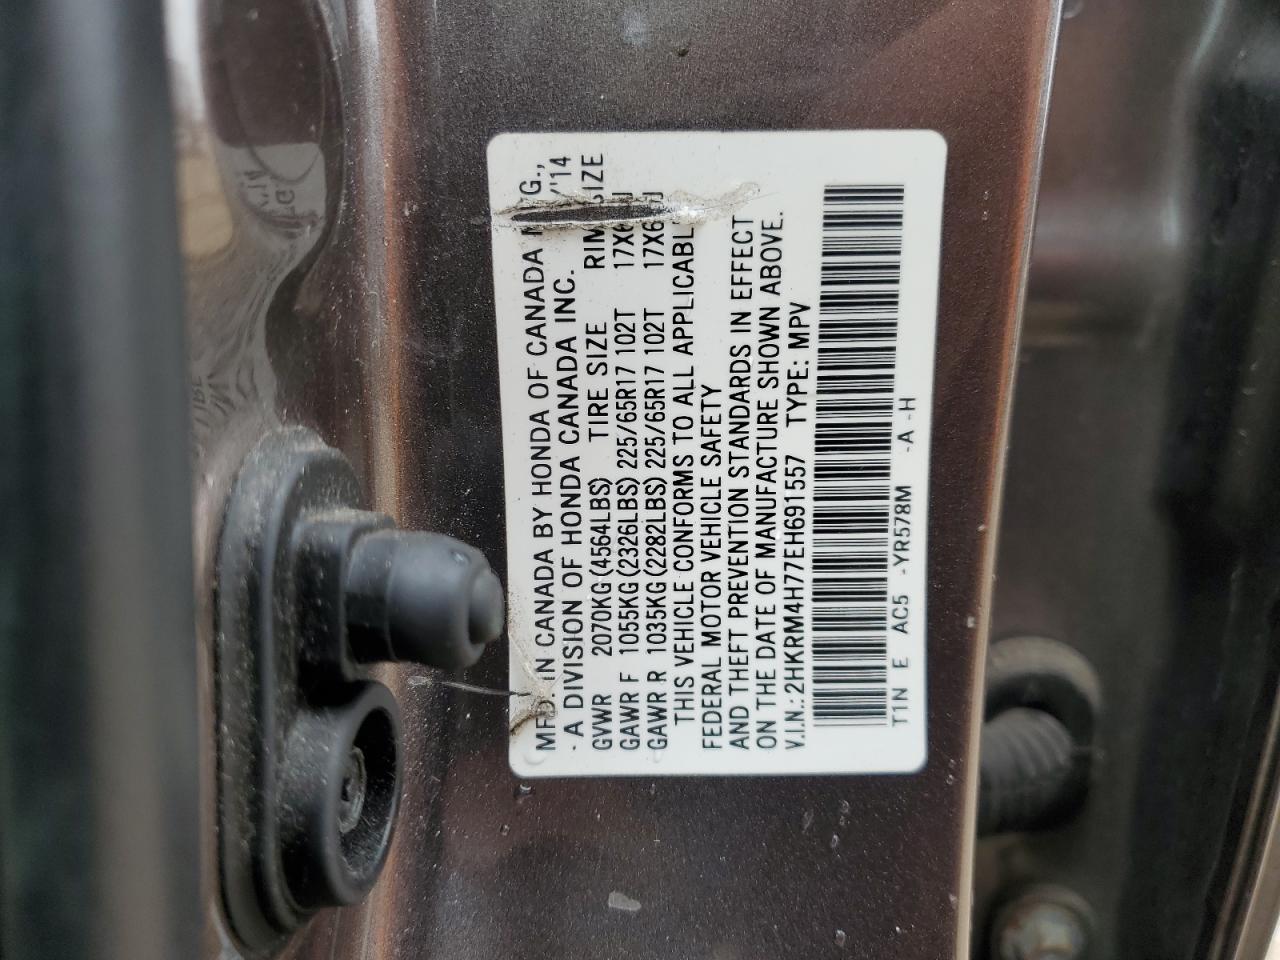 MFD. IN CANADA BY HONDA OF CANADA
- A DIVISION OF HONDA CANADA INC. '14
GVWR 2070KG(4564LBS) TIRE SIZE RIM SIZE
GAWR F 1055KG(2326LBS) 225/65R17 102T
GAWR R 1035KG(2282LBS) 225/65R17 102T
THIS VEHICLE CONFORMS TO ALL
FEDERAL MOTOR VEHICLE SAFETY
AND THEFT PREVENTION STANDARDS IN EFFECT
ON THE DATE OF MANUFACTURE SHOWN ABOVE.
V.I.N.: 2HKRM4H77EH691557 TYPE: MPV
T1N E AC5 -YR578M -A -H